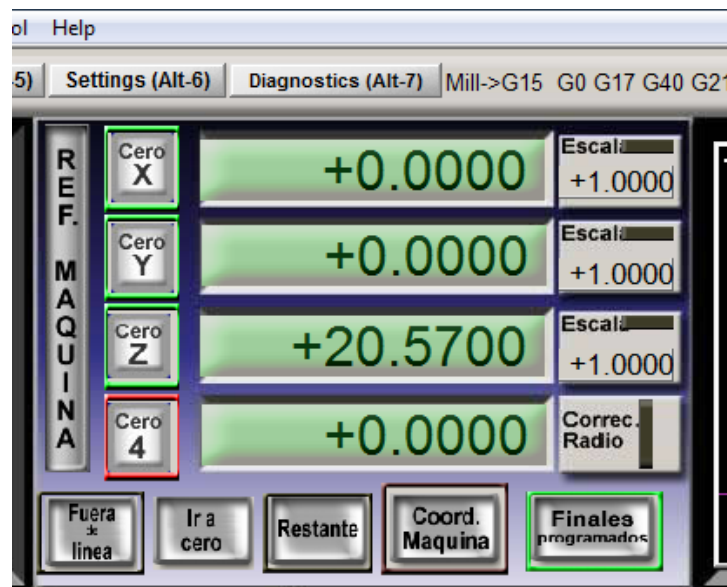 ol Help
-5) Settings (Alt-6) Diagnostics (Alt-7) Mill->G15 G0 G17 G40 G21
REF. MAQUINA
Cero X +0.0000 Escala +1.0000
Cero Y +0.0000 Escala +1.0000
Cero Z +20.5700 Escala +1.0000
Cero 4 +0.0000 Correc. Radio
Fuera de linea
Ir a cero
Restante
Coord. Maquina
Finales programados